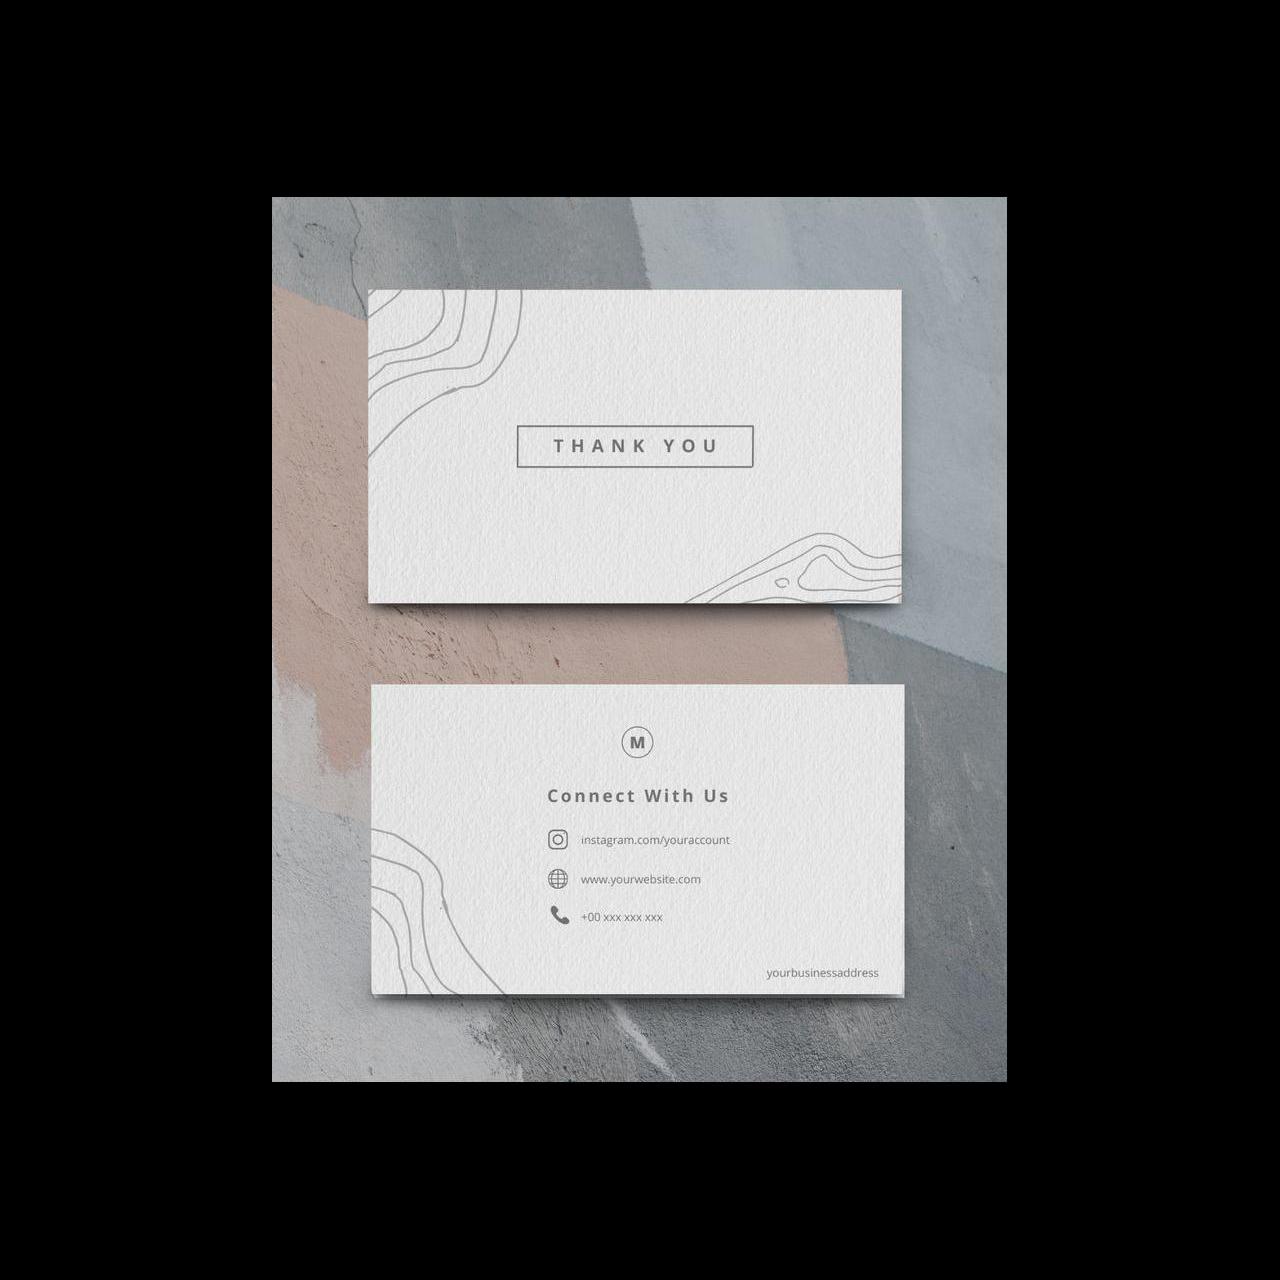 THANK YOU
M
Connect With Us
instagram.com/youraccount
www.yourwebsite.com
+00 xxx xxx xxx
yourbusinessaddress